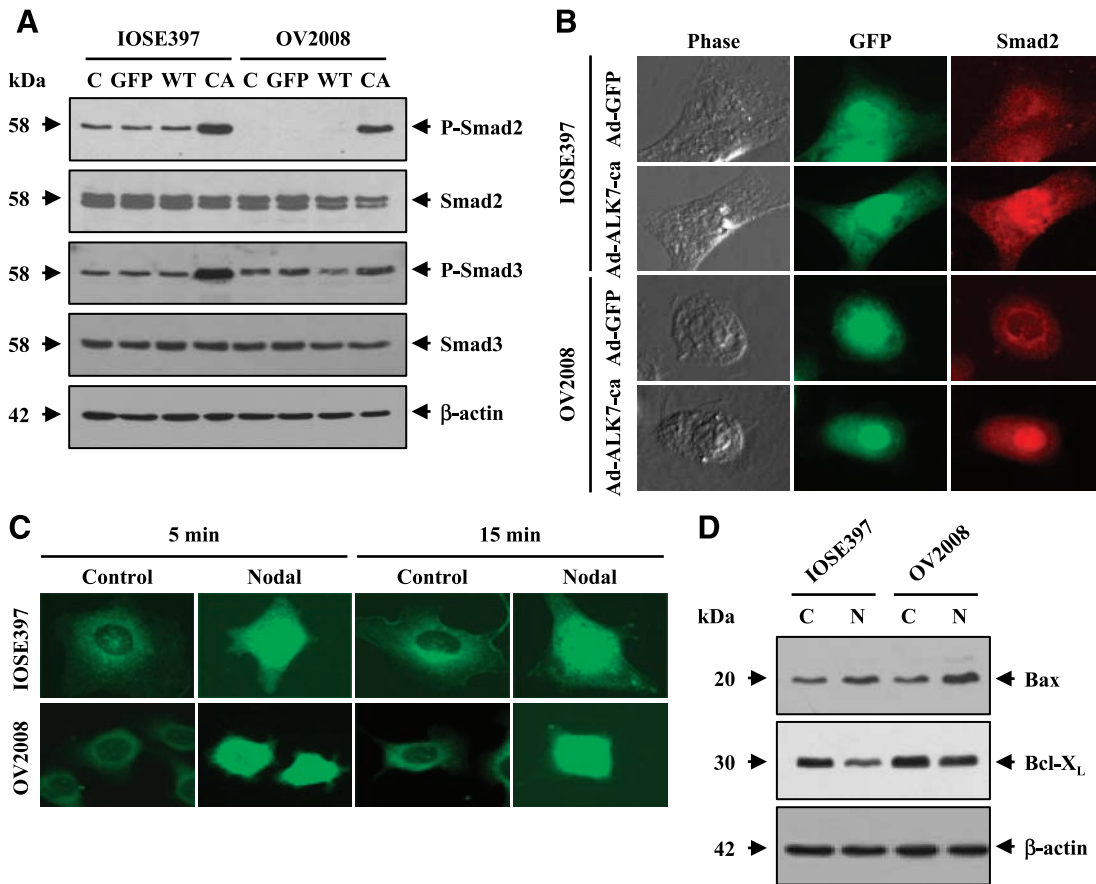 A
IOSE397 OV2008
kDa C GFP WT CA C GFP WT CA
58 P-Smad2
58 Smad2
58 P-Smad3
58 Smad3
42 β-actin
B
Phase GFP Smad2
IOSE397
Ad-GFP
Ad-ALK7-ca
OV2008
Ad-GFP
Ad-ALK7-ca
C
5 min 15 min
Control Nodal Control Nodal
IOSE397
OV2008
D
IOSE397 OV2008
kDa C N C N
20 Bax
30 Bcl-XL
42 β-actin